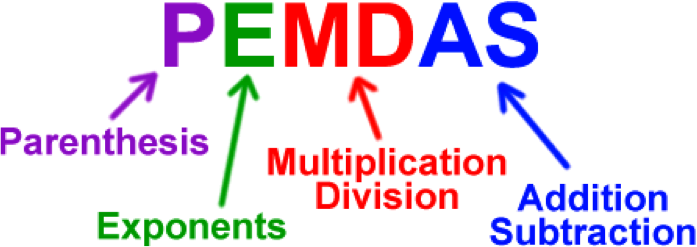 PEMDAS
Parenthesis
Multiplication
Division
Exponents
Addition
Subtraction